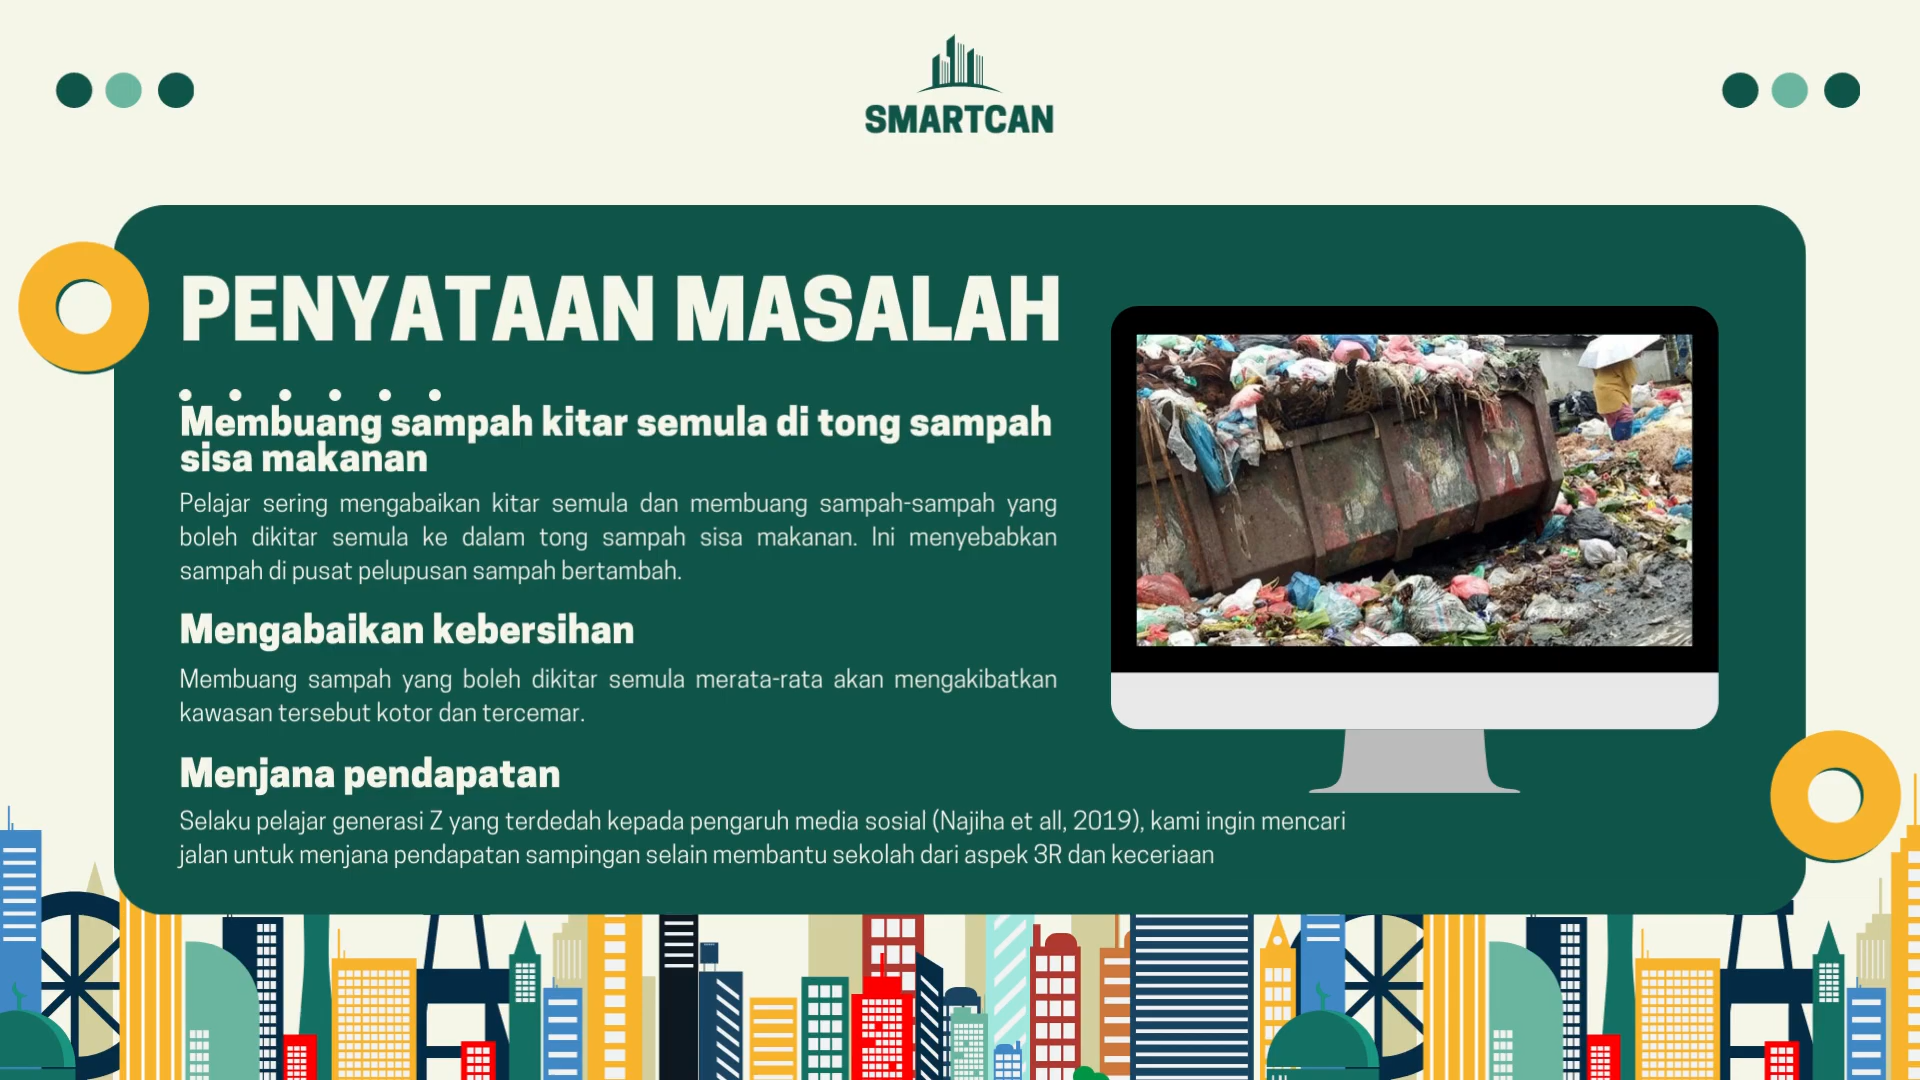 SMARTCAN
PENYATAAN MASALAH
Membuang sampah kitar semula di tong sampah
sisa makanan
Pelajar sering mengabaikan kitar semula dan membuang sampah-sampah yang
boleh dikitar semula ke dalam tong sampah sisa makanan. Ini menyebabkan
sampah di pusat pelupusan sampah bertambah.
Mengabaikan kebersihan
Membuang sampah yang boleh dikitar semula merata-rata akan mengakibatkan
kawasan tersebut kotor dan tercemar.
Menjana pendapatan
Selaku pelajar generasi Z yang terdedah kepada pengaruh media sosial (Najiha et all, 2019), kami ingin mencari
jalan untuk menjana pendapatan sampingan selain membantu sekolah dari aspek 3R dan keceriaan